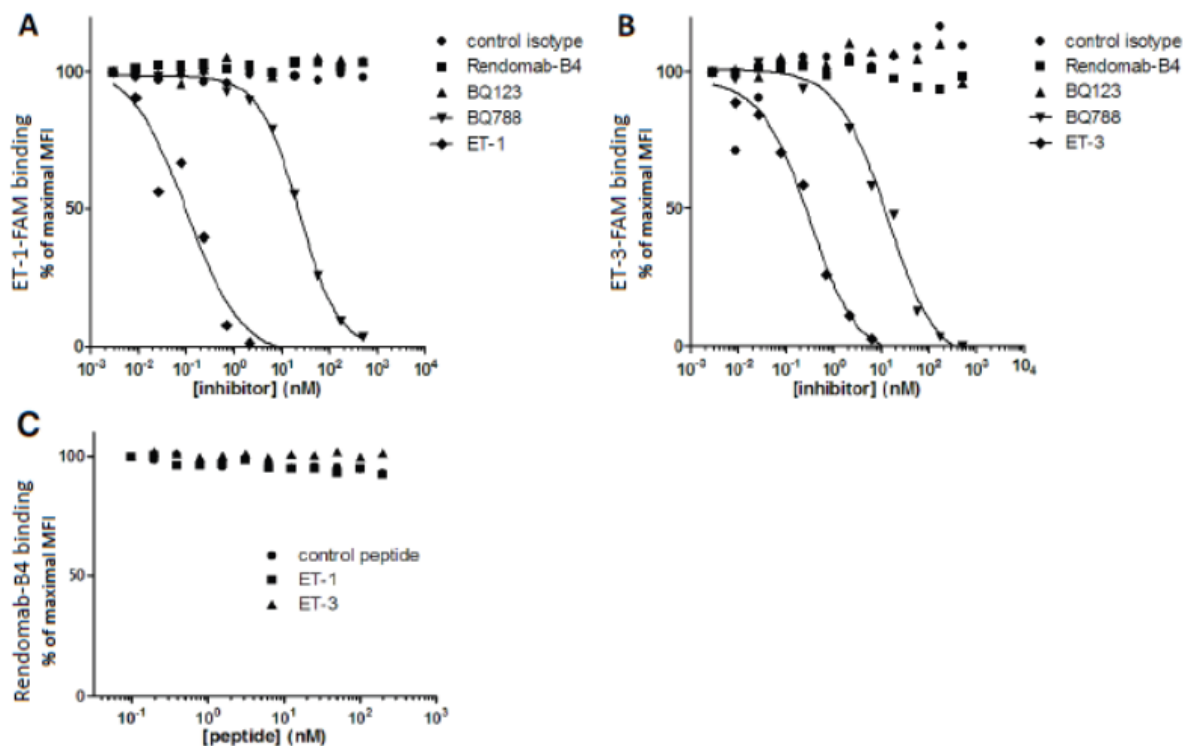 A
100
50
0
10-3 10-2 10-1 100 101 102 103 104
[inhibitor] (nM)
ET-1-FAM binding
% of maximal MFI
control isotype
Rendomab-B4
BQ123
BQ788
ET-1
B
100
50
0
10-3 10-2 10-1 100 101 102 103 104
[inhibitor] (nM)
ET-3-FAM binding
% of maximal MFI
control isotype
Rendomab-B4
BQ123
BQ788
ET-3
C
100
50
0
10-1 100 101 102 103
[peptide] (nM)
Rendomab-B4 binding
% of maximal MFI
control peptide
ET-1
ET-3